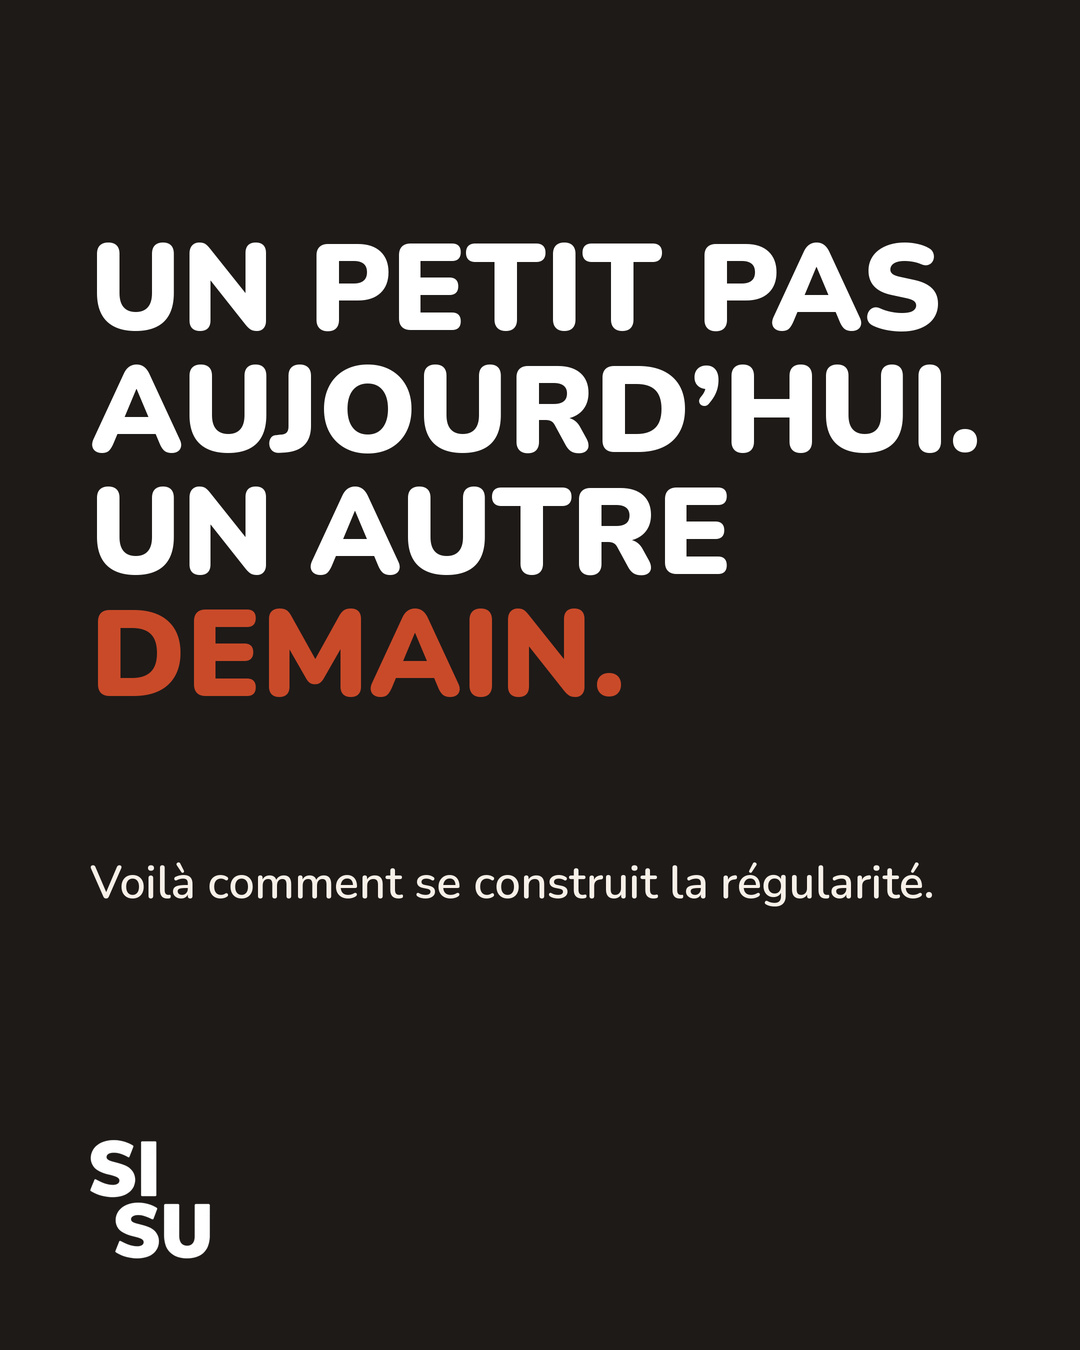 UN PETIT PAS
AUJOURD’HUI.
UN AUTRE
DEMAIN.
Voilà comment se construit la régularité.
SI
SU